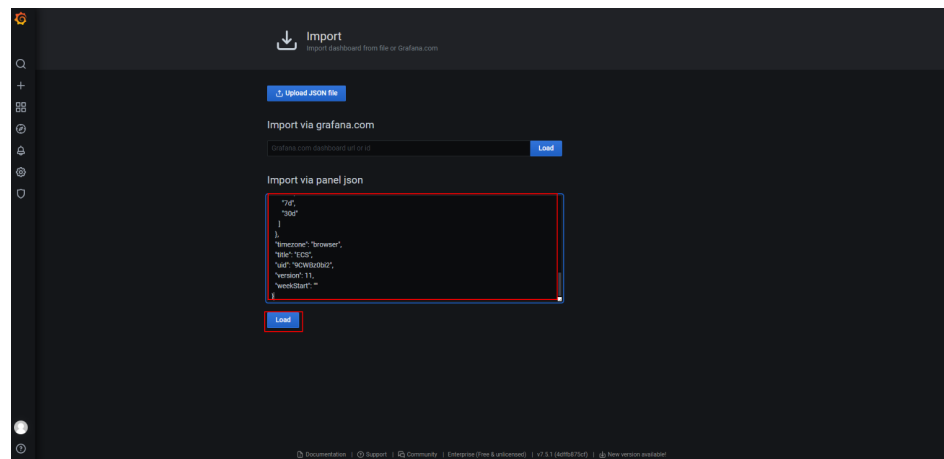 Import
Import dashboard from file or Grafana.com
Upload JSON file
Import via grafana.com
Grafana.com dashboard url or id
Load
Import via panel json
"7d",
"30d"
]
},
"timezone": "browser",
"title": "ECS",
"uid": "9CWBz0bi2",
"version": 11,
"weekStart": ""
}
Load
Documentation | Support | Community | Enterprise (Free & unlicensed) | v7.5.1 | New version available!